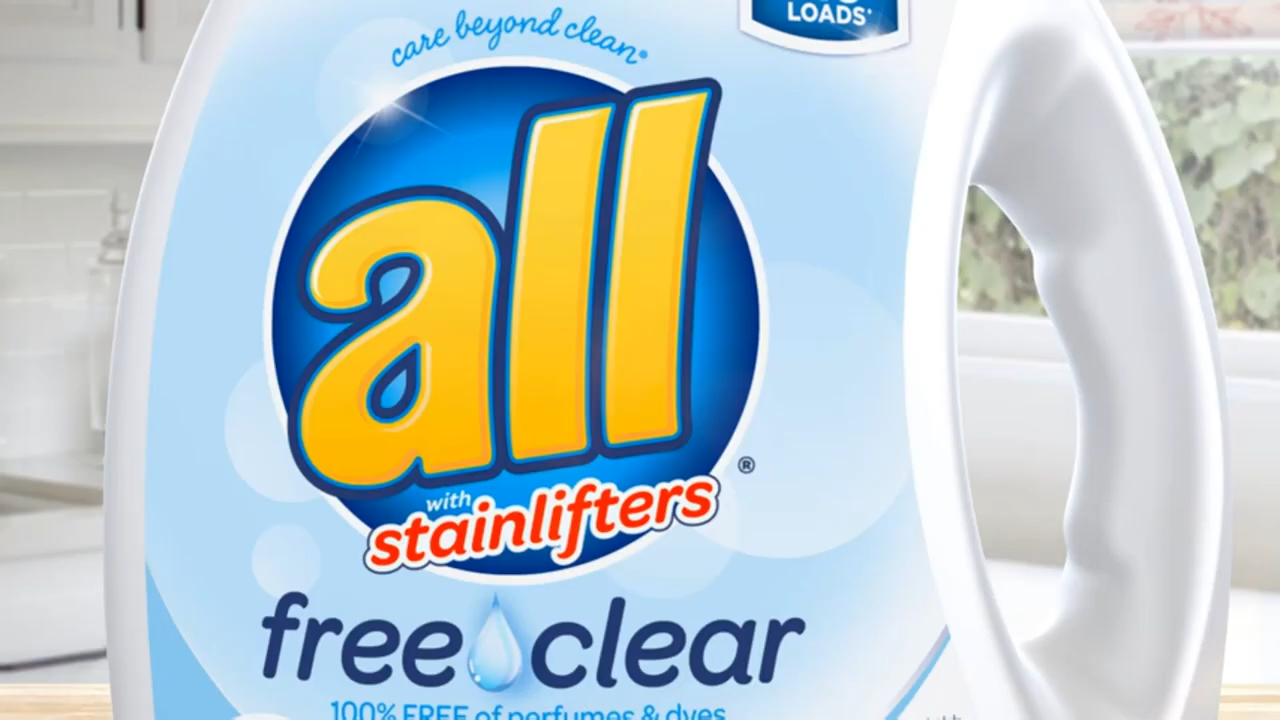 care beyond clean®
LOADS*
all
®
with
stainlifters
free clear
100% FREE of perfumes & dyes